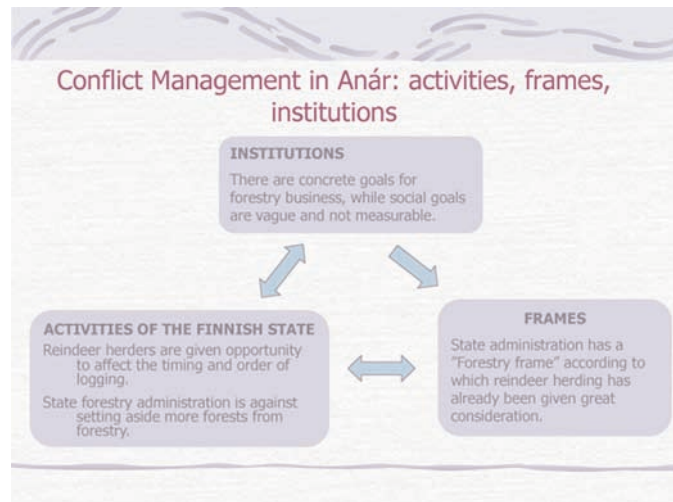 Conflict Management in Anár: activities, frames,
institutions
INSTITUTIONS
There are concrete goals for
forestry business, while social goals
are vague and not measurable.
ACTIVITIES OF THE FINNISH STATE
Reindeer herders are given opportunity
to affect the timing and order of
logging.
State forestry administration is against
setting aside more forests from
forestry.
FRAMES
State administration has a
”Forestry frame” according to
which reindeer herding has
already been given great
consideration.